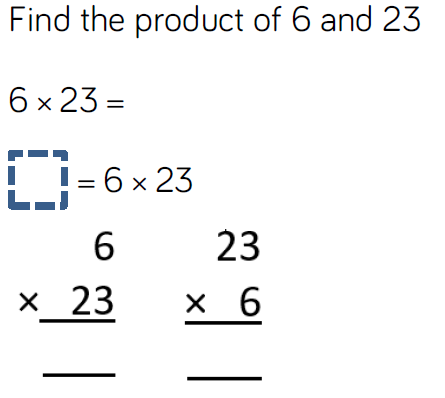 Find the product of 6 and 23
6 × 23 =
= 6 × 23
6
× 23
23
× 6